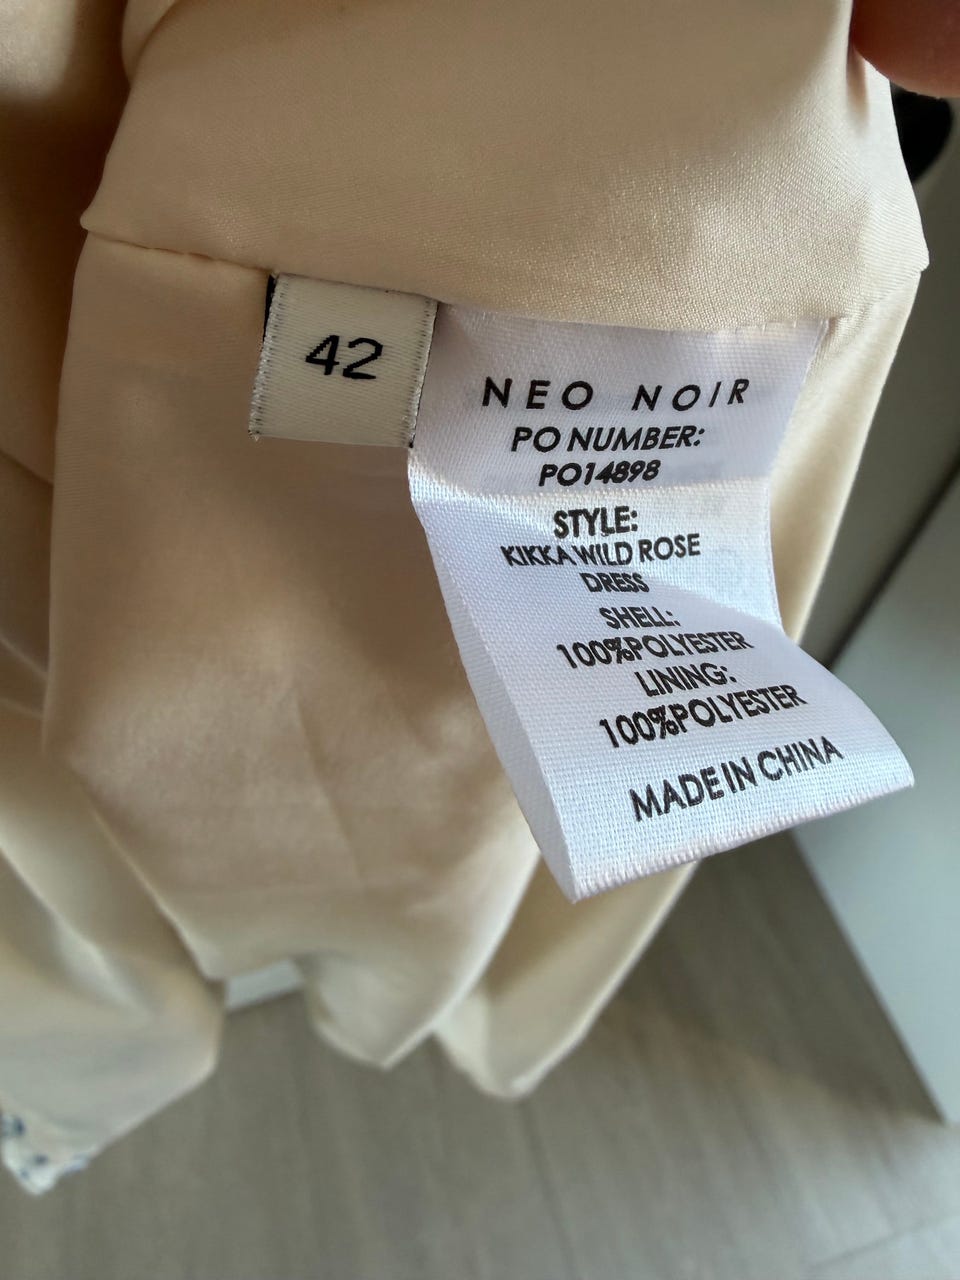 42
NEO NOIR
PO NUMBER:
PO14898
STYLE:
KIKKA WILD ROSE
DRESS
SHELL:
100%POLYESTER
LINING:
100%POLYESTER
MADE IN CHINA